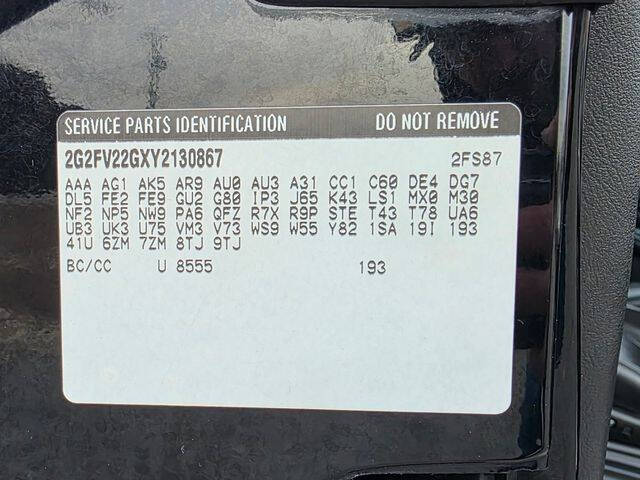 SERVICE PARTS IDENTIFICATION DO NOT REMOVE
2G2FV22GXY2130867 2FS87
AAA AG1 AK5 AR9 AU0 AU3 A31 CC1 C60 DE4 DG7
DL5 FE2 FE9 GU2 G80 IP3 J65 K43 LS1 MX0 M30
NF2 NP5 NW9 PA6 QFZ R7X R9P STE T43 T78 UA6
UB3 UK3 U75 VM3 V73 WS9 W55 Y82 1SA 19I 193
41U 6ZM 7ZM 8TJ 9TJ
BC/CC U 8555 193